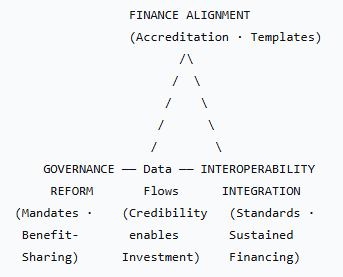 FINANCE ALIGNMENT
(Accreditation · Templates)
/\
/ \
/ \
/ \
/ \
GOVERNANCE —— Data —— INTEROPERABILITY
REFORM Flows INTEGRATION
(Mandates · (Credibility (Standards ·
Benefit- enables Sustained
Sharing) Investment) Financing)